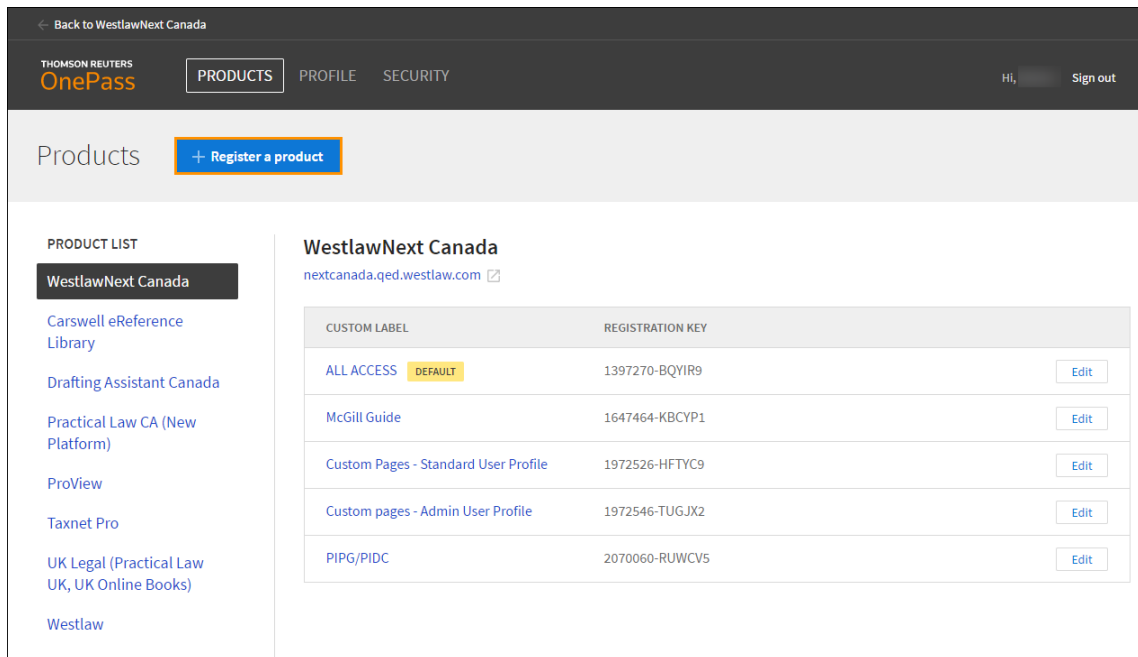 Back to WestlawNext Canada
THOMSON REUTERS
OnePass
PRODUCTS PROFILE SECURITY
Hi, Sign out
Products + Register a product
PRODUCT LIST
WestlawNext Canada
Carswell eReference
Library
Drafting Assistant Canada
Practical Law CA (New
Platform)
ProView
Taxnet Pro
UK Legal (Practical Law
UK, UK Online Books)
Westlaw
WestlawNext Canada
nextcanada.qed.westlaw.com
CUSTOM LABEL REGISTRATION KEY
ALL ACCESS DEFAULT 1397270-BQYIR9 Edit
McGill Guide 1647464-KBCYP1 Edit
Custom Pages - Standard User Profile 1972526-HFTYC9 Edit
Custom pages - Admin User Profile 1972546-TUGJX2 Edit
PIPG/PIDC 2070060-RUWCV5 Edit